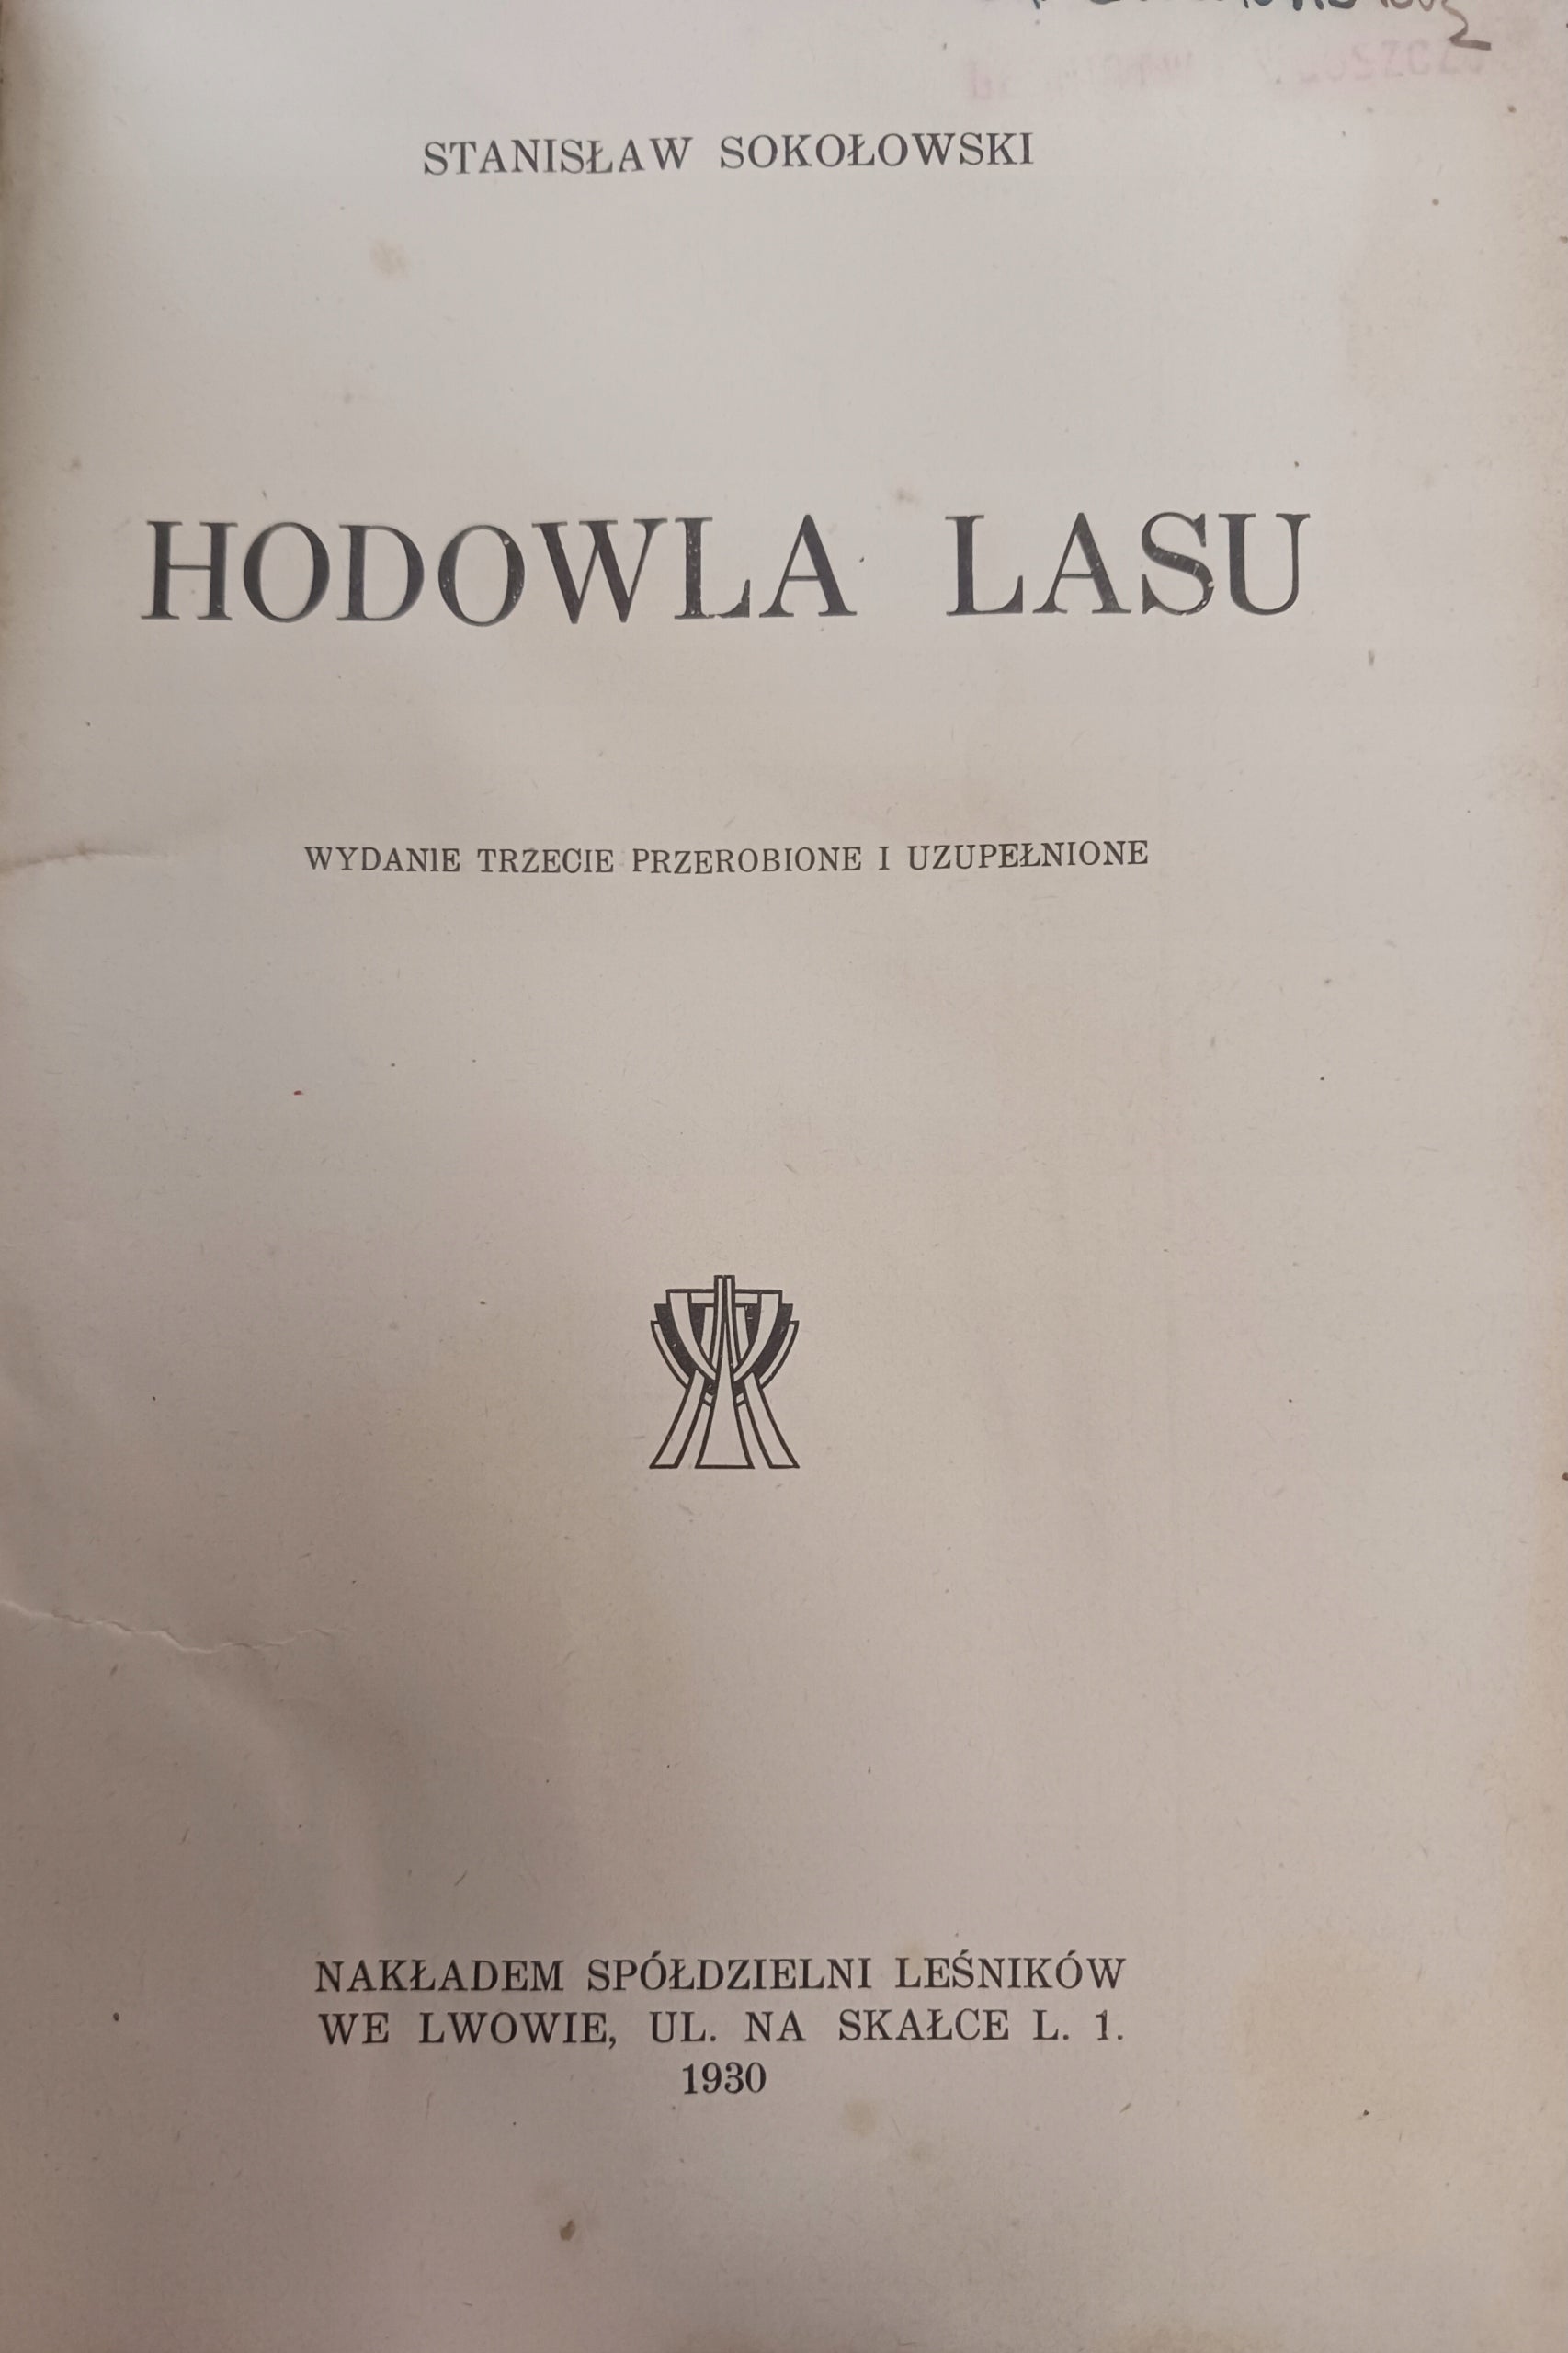 STANISŁAW SOKOŁOWSKI
HODOWLA LASU
WYDANIE TRZECIE PRZEROBIONE I UZUPEŁNIONE
NAKŁADEM SPÓŁDZIELNI LEŚNIKÓW
WE LWOWIE, UL. NA SKAŁCE L. 1.
1930